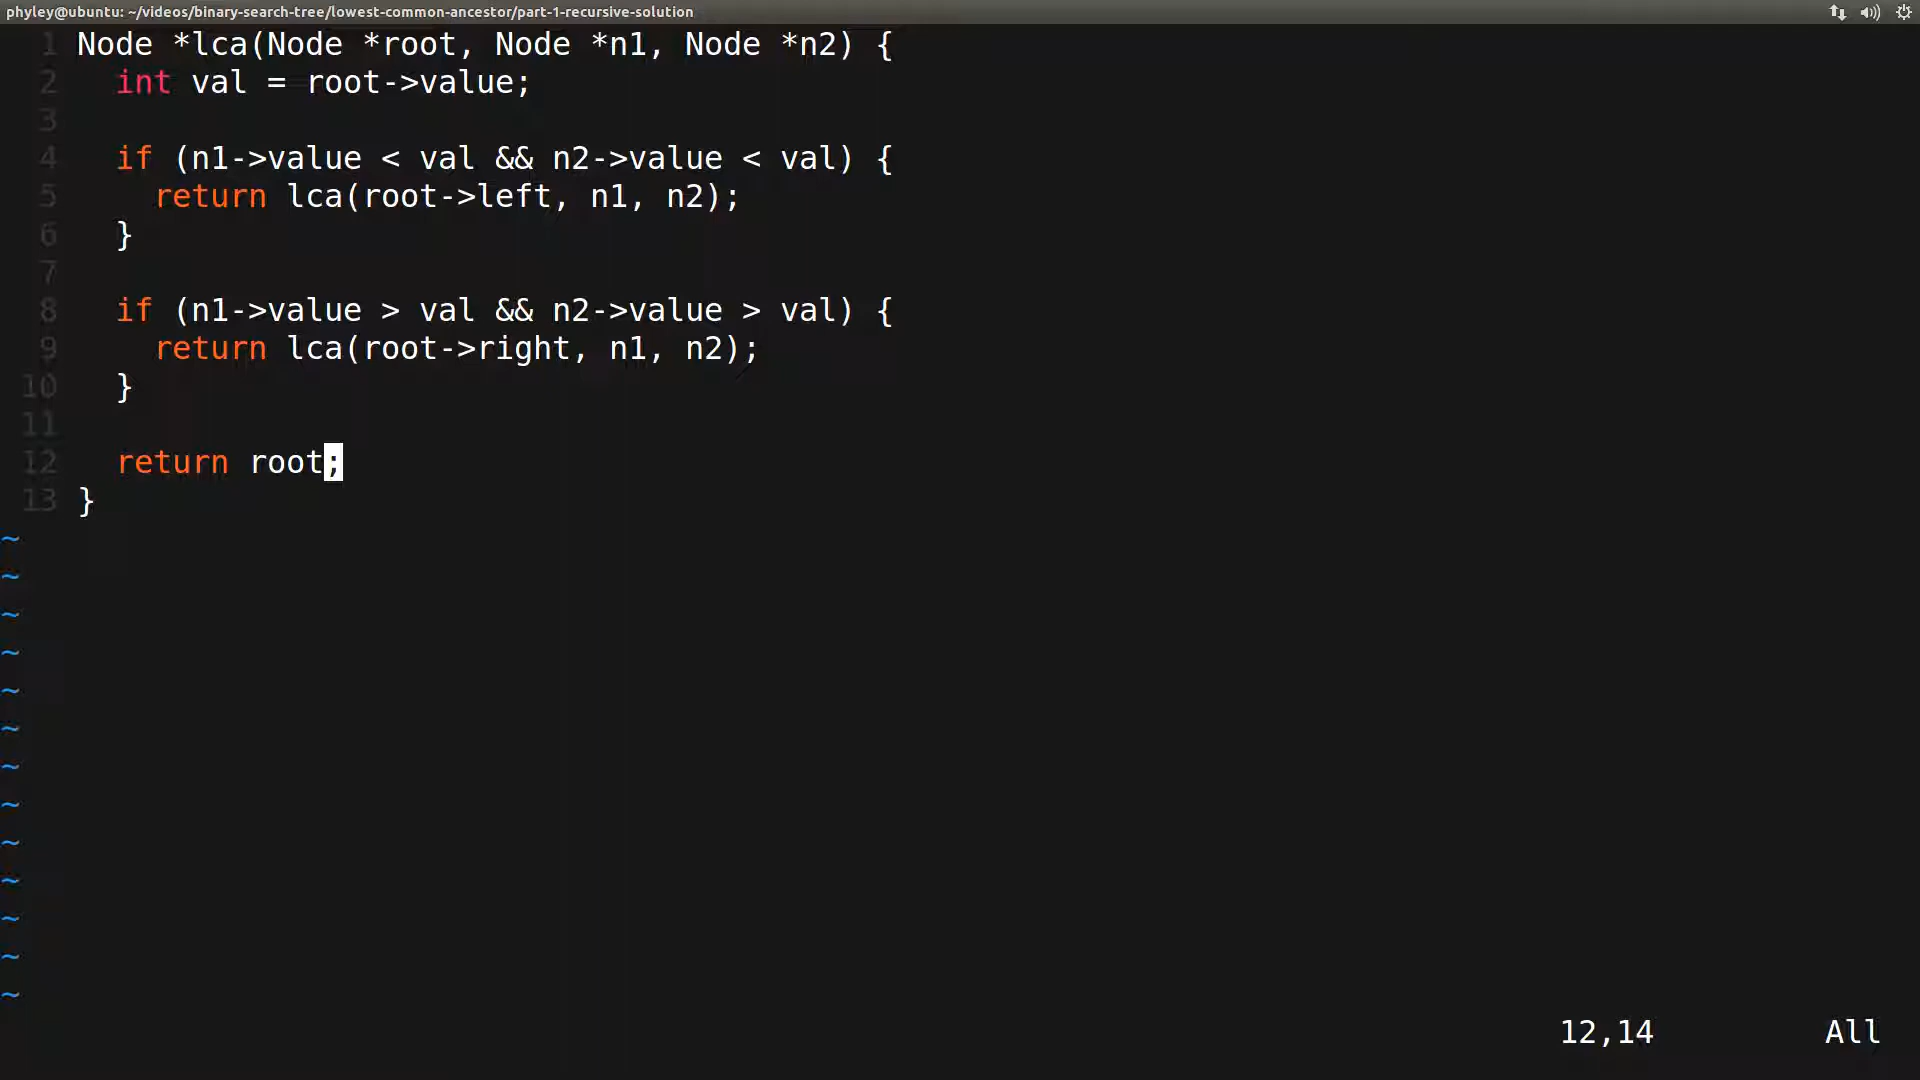 phyley@ubuntu: ~/videos/binary-search-tree/lowest-common-ancestor/part-1-recursive-solution
1 Node *lca(Node *root, Node *n1, Node *n2) {
2   int val = root->value;
3
4   if (n1->value < val && n2->value < val) {
5     return lca(root->left, n1, n2);
6   }
7
8   if (n1->value > val && n2->value > val) {
9     return lca(root->right, n1, n2);
10   }
11
12   return root;
13 }
~
~
~
~
~
~
~
~
~
~
~
~
~
12,14 All